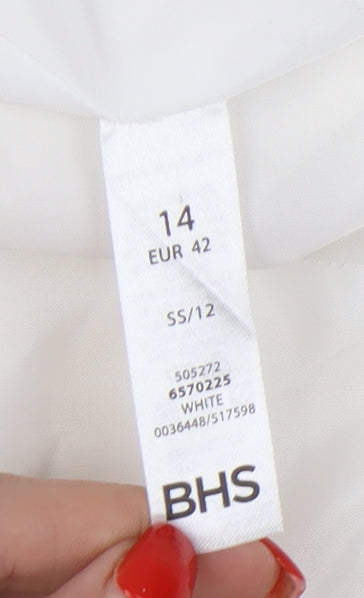 14
EUR 42
SS/12
505272
6570225
WHITE
0036448/517598
BHS